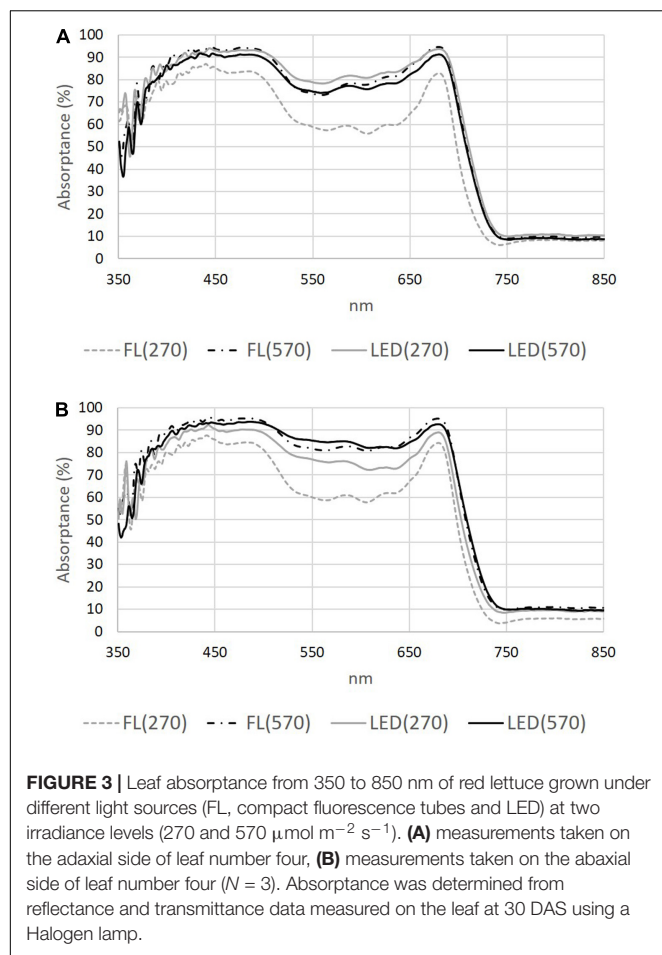 A
Absorptance (%)
100
90
80
70
60
50
40
30
20
10
0
350 450 550 650 750 850
nm
FL(270) FL(570) LED(270) LED(570)
B
Absorptance (%)
100
90
80
70
60
50
40
30
20
10
0
350 450 550 650 750 850
nm
FL(270) FL(570) LED(270) LED(570)
FIGURE 3 | Leaf absorptance from 350 to 850 nm of red lettuce grown under
different light sources (FL, compact fluorescence tubes and LED) at two
irradiance levels (270 and 570 μmol m−2 s−1). (A) measurements taken on
the adaxial side of leaf number four, (B) measurements taken on the abaxial
side of leaf number four (N = 3). Absorptance was determined from
reflectance and transmittance data measured on the leaf at 30 DAS using a
Halogen lamp.